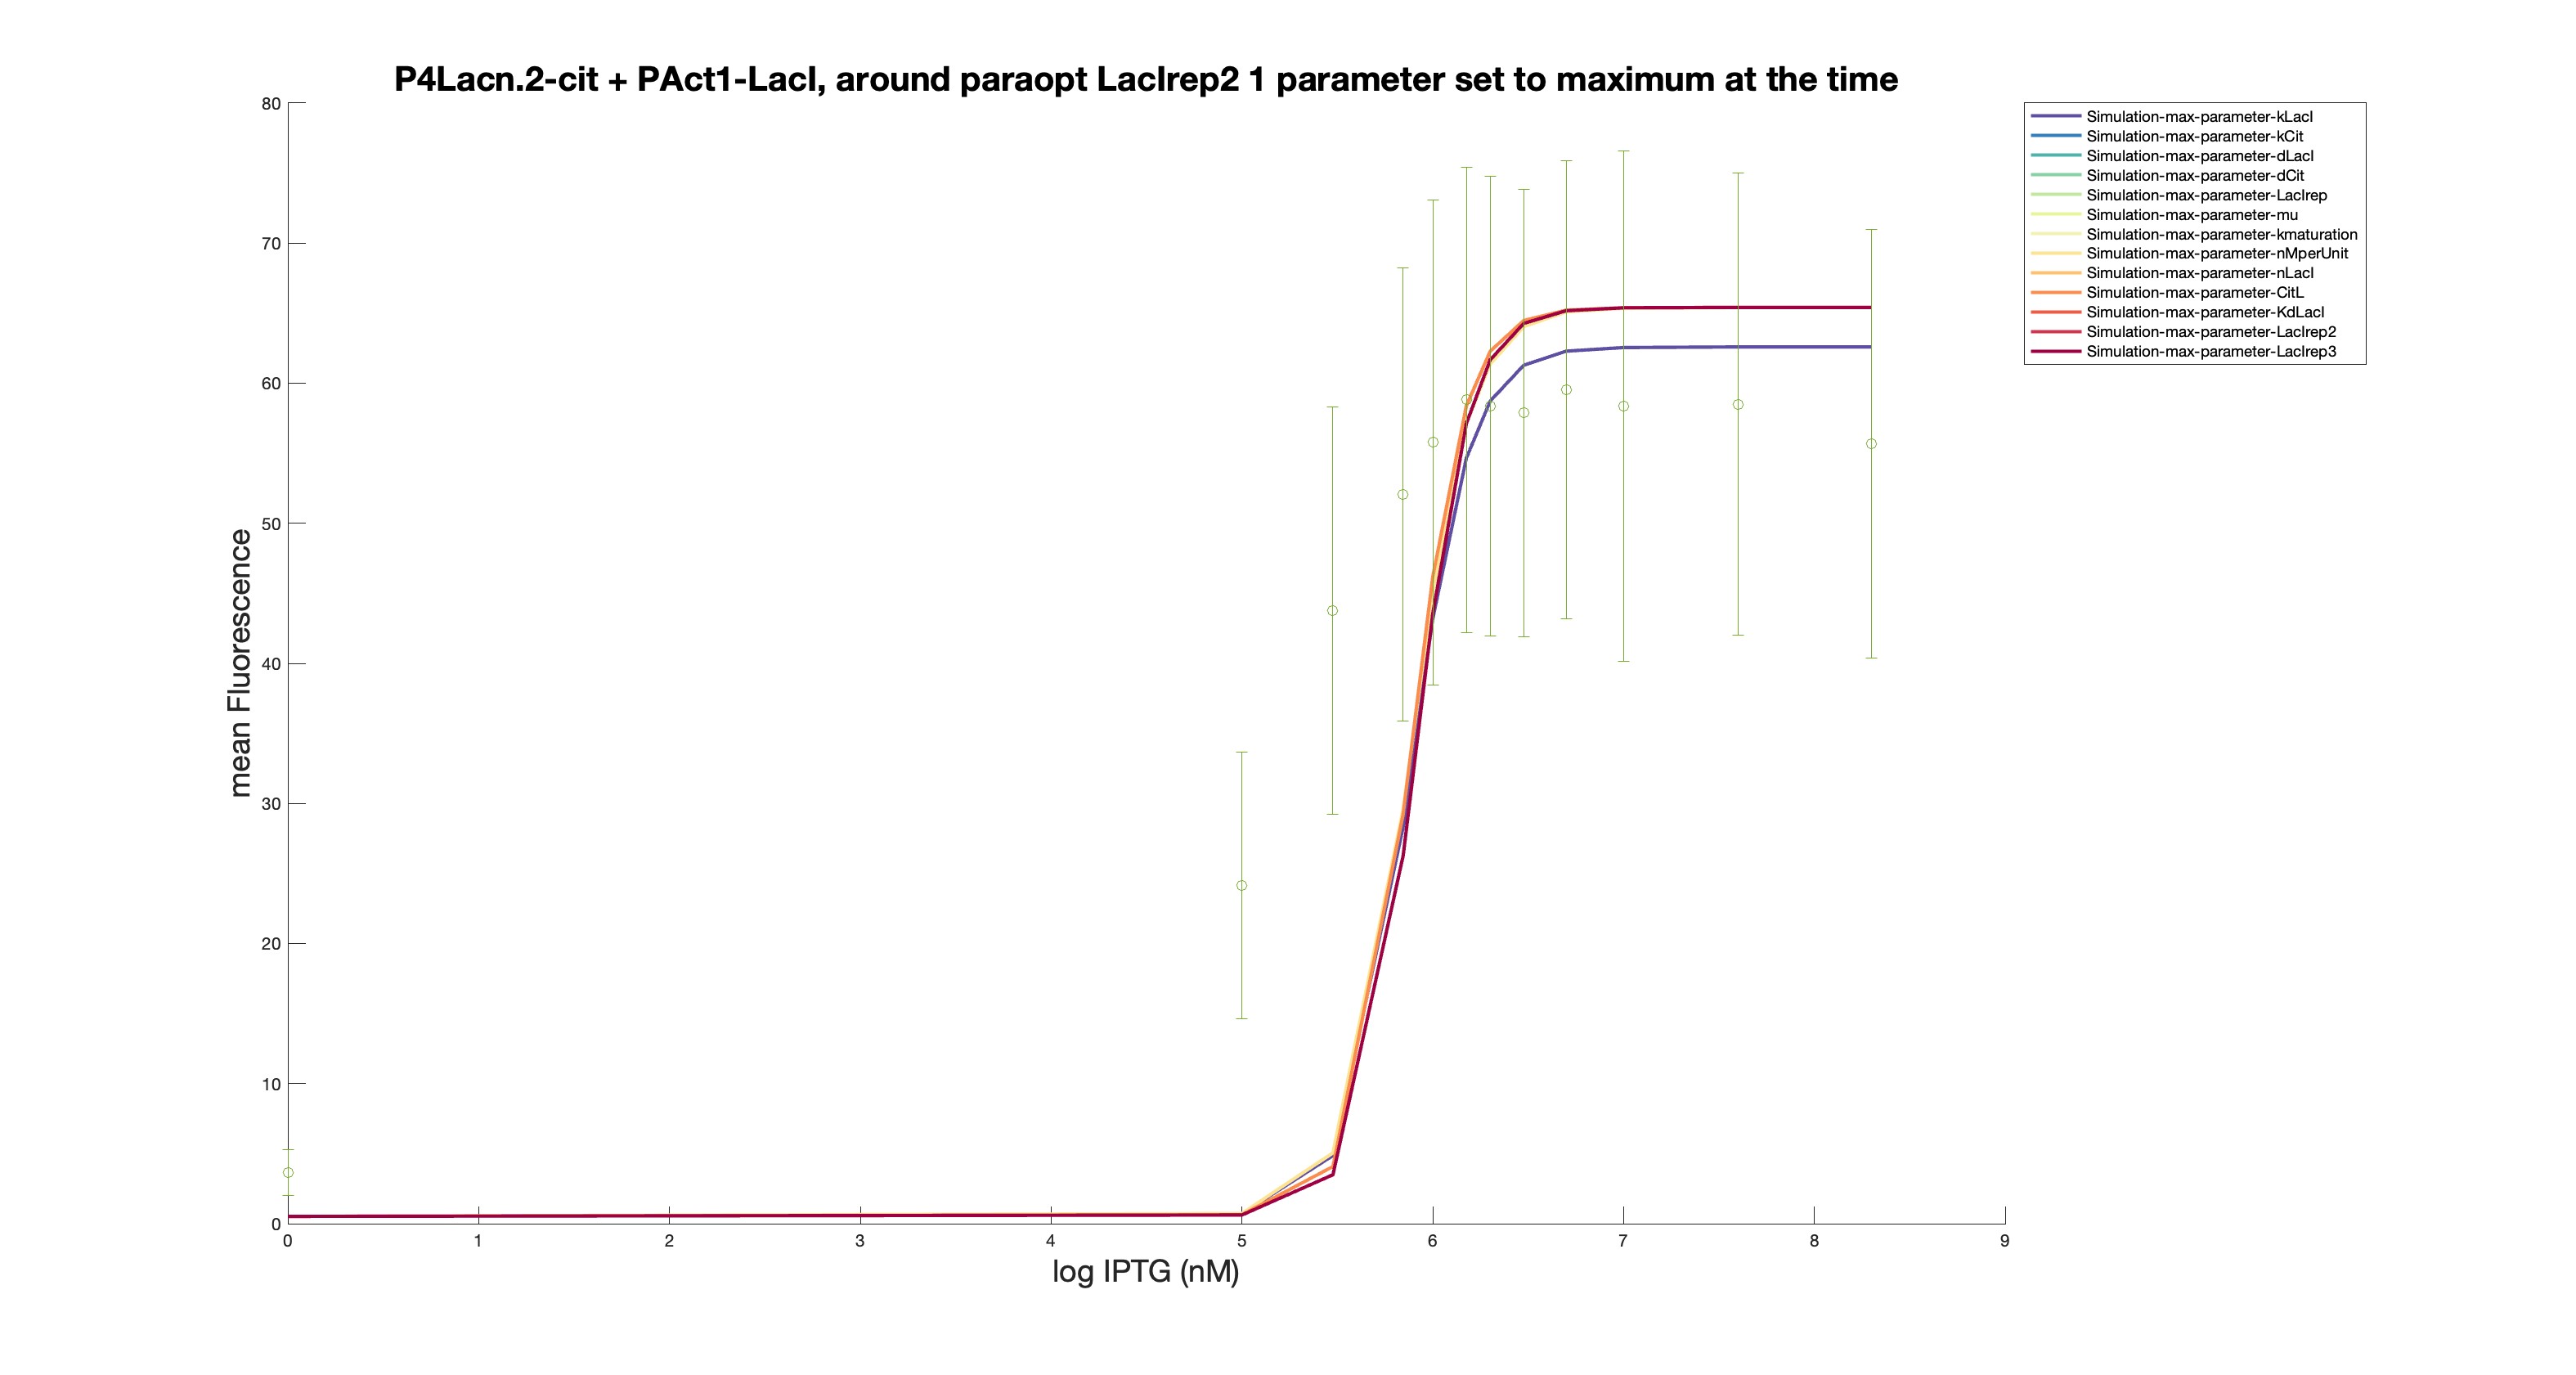 P4Lacn.2-cit + PAct1-LacI, around paraopt LacIrep2 1 parameter set to maximum at the time
80
70
60
50
40
30
20
10
0
mean Fluorescence
0 1 2 3 4 5 6 7 8 9
log IPTG (nM)
Simulation-max-parameter-kLacI
Simulation-max-parameter-kCit
Simulation-max-parameter-dLacI
Simulation-max-parameter-dCit
Simulation-max-parameter-LacIrep
Simulation-max-parameter-mu
Simulation-max-parameter-kmaturation
Simulation-max-parameter-nMperUnit
Simulation-max-parameter-nLacI
Simulation-max-parameter-CitL
Simulation-max-parameter-KdLacI
Simulation-max-parameter-LacIrep2
Simulation-max-parameter-LacIrep3